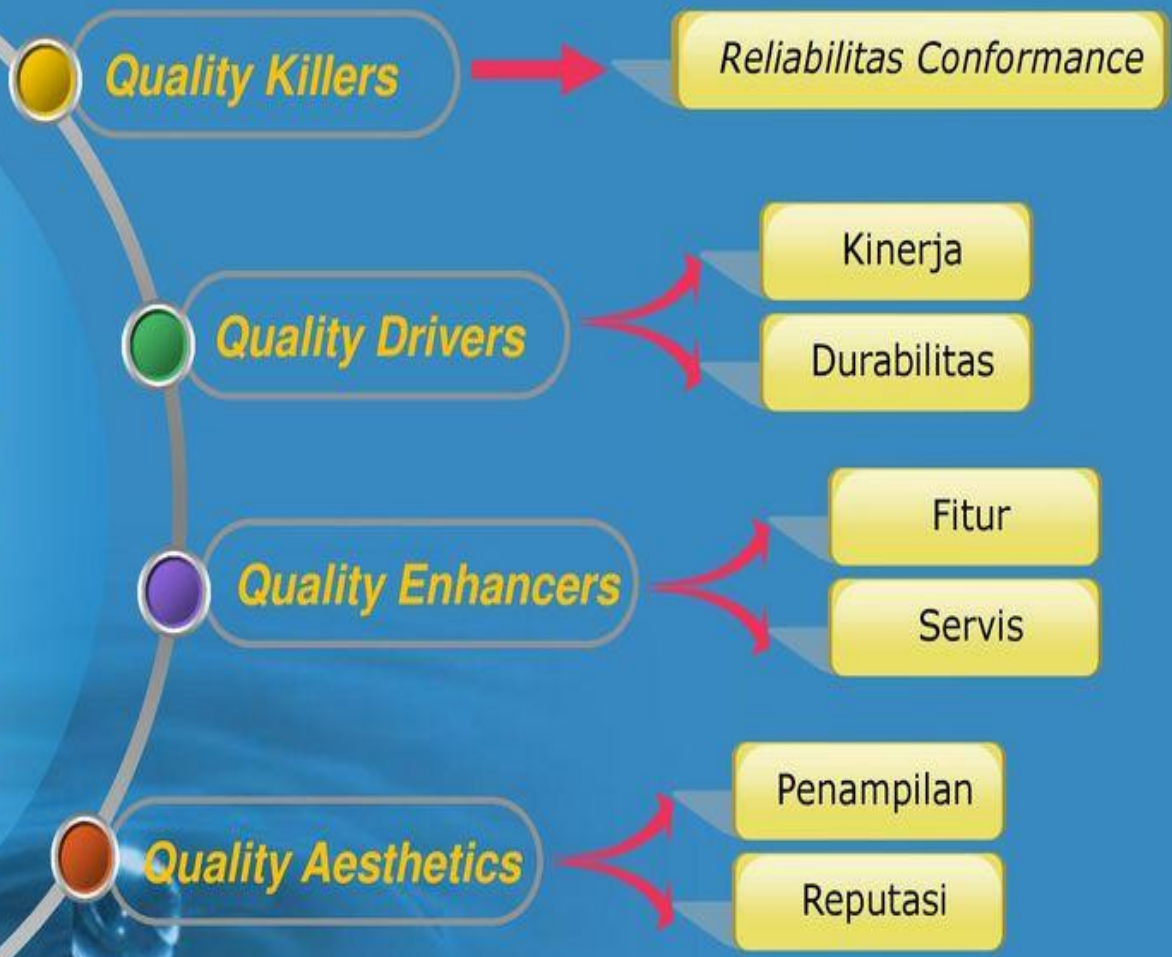 Quality Killers
Reliabilitas Conformance
Quality Drivers
Kinerja
Durabilitas
Quality Enhancers
Fitur
Servis
Quality Aesthetics
Penampilan
Reputasi